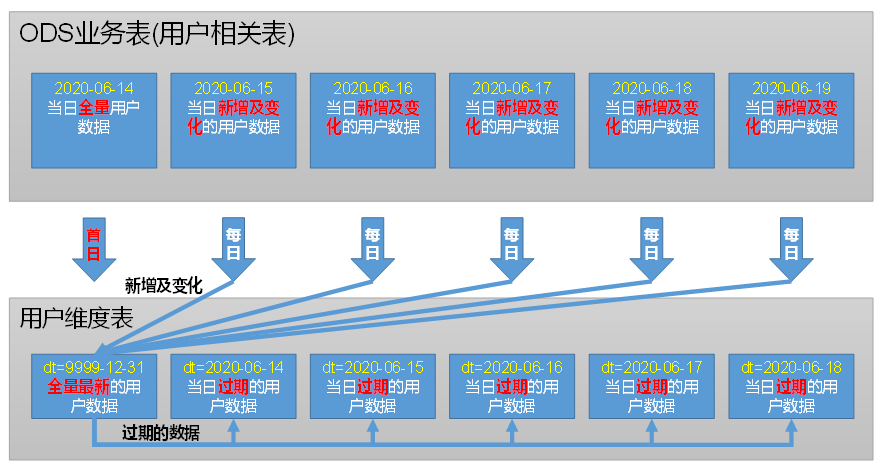 ODS业务表(用户相关表)
2020-06-14
当日全量用户
数据
2020-06-15
当日新增及变
化的用户数据
2020-06-16
当日新增及变
化的用户数据
2020-06-17
当日新增及变
化的用户数据
2020-06-18
当日新增及变
化的用户数据
2020-06-19
当日新增及变
化的用户数据
首
日
每
日
每
日
每
日
每
日
每
日
新增及变化
用户维度表
dt=9999-12-31
全量最新的用
户数据
dt=2020-06-14
当日过期的用
户数据
dt=2020-06-15
当日过期的用
户数据
dt=2020-06-16
当日过期的用
户数据
dt=2020-06-17
当日过期的用
户数据
dt=2020-06-18
当日过期的用
户数据
过期的数据